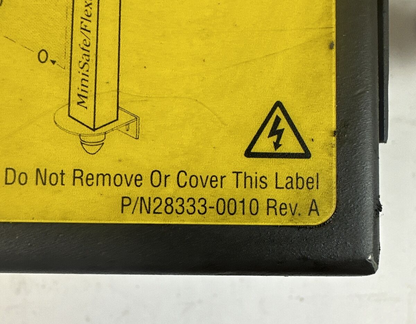 MiniSafe/Flex
O
Do Not Remove Or Cover This Label
P/N28333-0010 Rev. A